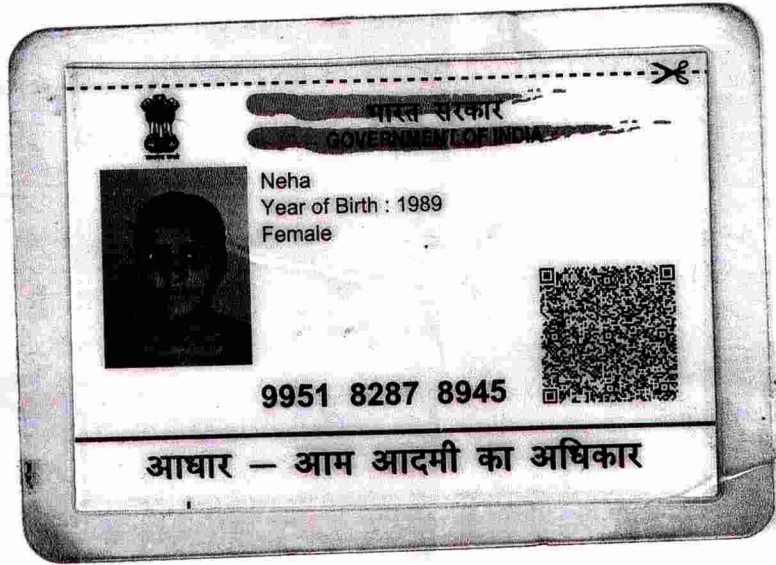 भारत सरकार
GOVERNMENT OF INDIA
Neha
Year of Birth : 1989
Female
9951 8287 8945
आधार – आम आदमी का अधिकार